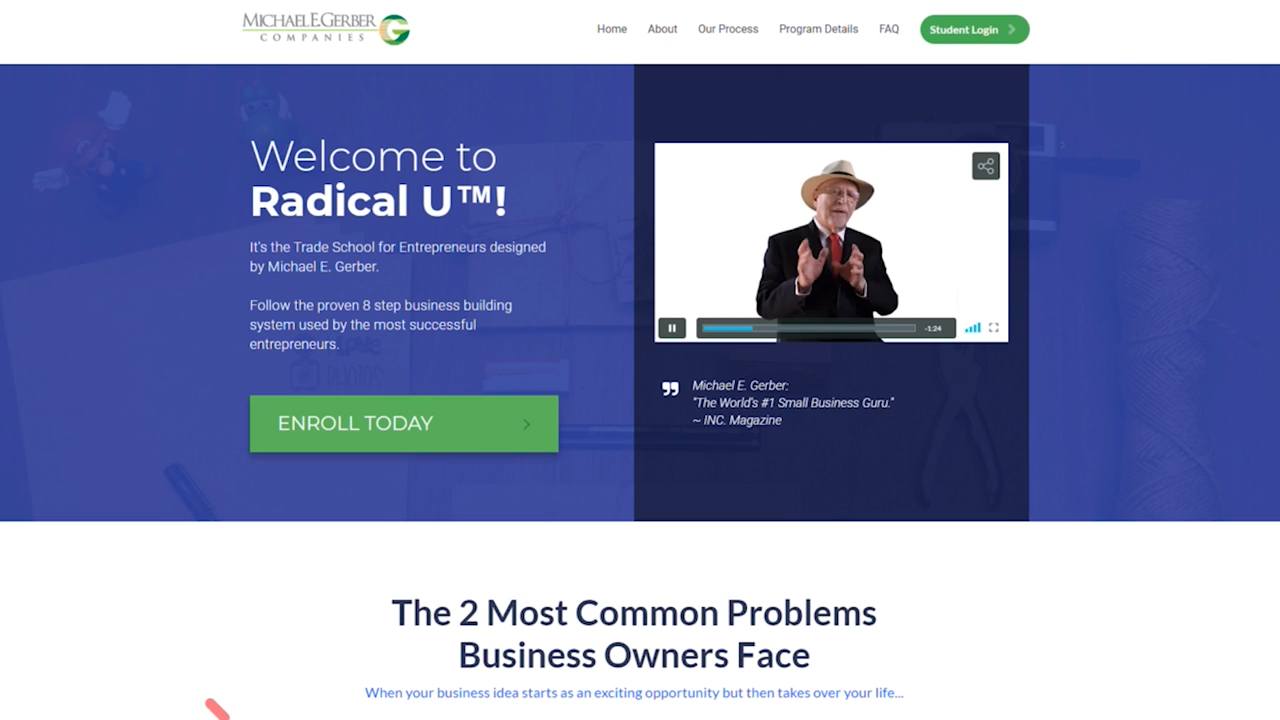 MICHAEL E. GERBER
COMPANIES
G
Home About Our Process Program Details FAQ Student Login
Welcome to
Radical U™!
It's the Trade School for Entrepreneurs designed
by Michael E. Gerber.
Follow the proven 8 step business building
system used by the most successful
entrepreneurs.
PHOTOS
ENROLL TODAY
-1:24
Michael E. Gerber:
"The World's #1 Small Business Guru."
~ INC. Magazine
The 2 Most Common Problems
Business Owners Face
When your business idea starts as an exciting opportunity but then takes over your life...